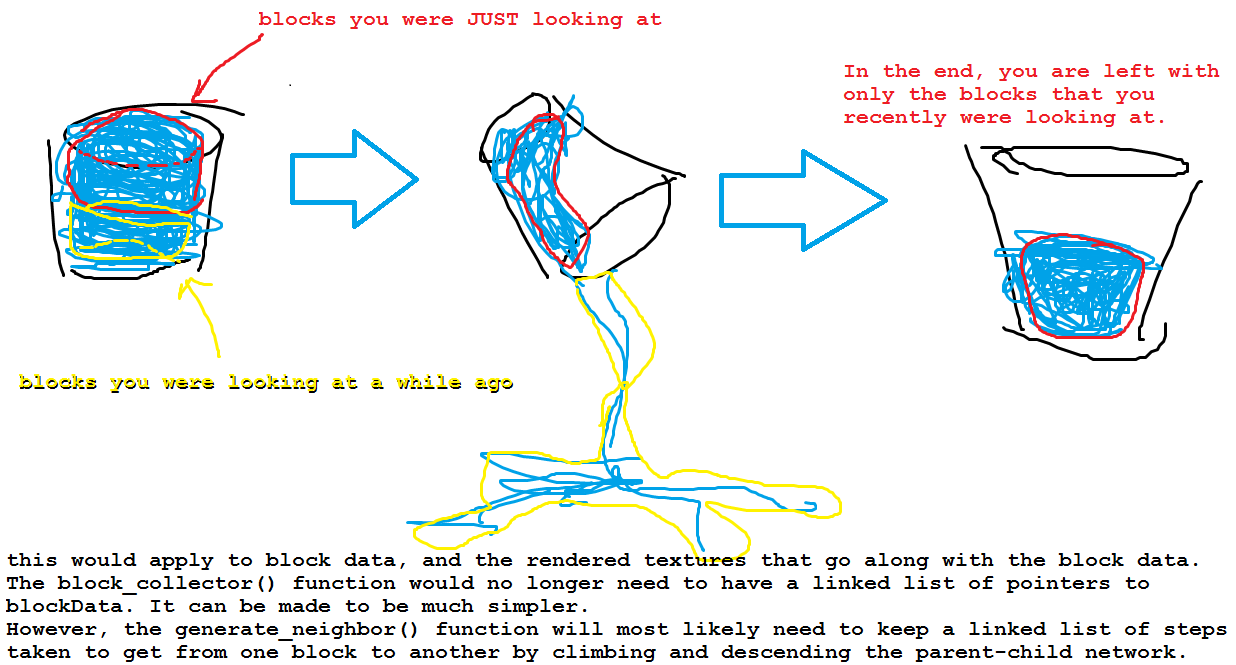 blocks you were JUST looking at
In the end, you are left with
only the blocks that you
recently were looking at.
blocks you were looking at a while ago
this would apply to block data, and the rendered textures that go along with the block data.
The block_collector() function would no longer need to have a linked list of pointers to
blockData. It can be made to be much simpler.
However, the generate_neighbor() function will most likely need to keep a linked list of steps
taken to get from one block to another by climbing and descending the parent-child network.